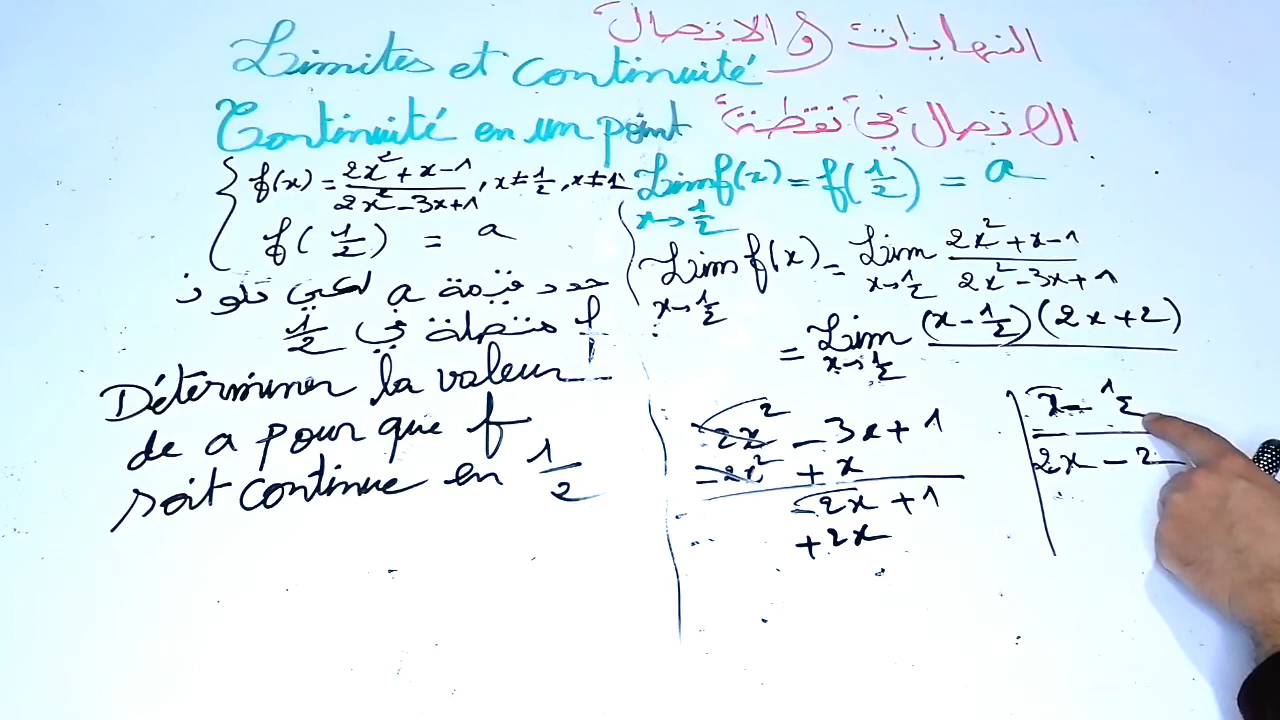 النهايات و الاتصال
Limites et continuité
Continuité en un point الاتصال في نقطة
f(x) = (2x² + x - 1)/(2x² - 3x + 1) , x ≠ 1/2 , x ≠ 1
f(1/2) = a
حدد قيمة a لكي تكون
f متصلة في 1/2
Déterminer la valeur
de a pour que f
soit continue en 1/2
Lim f(x) = f(1/2) = a
x → 1/2
Lim f(x) = Lim (2x² + x - 1)/(2x² - 3x + 1)
x → 1/2 x → 1/2
= Lim (x - 1/2)(2x + 2)
x → 1/2
2x² - 3x + 1
- 2x² + x
- 2x + 1
+ 2x
x - 1/2
2x - 2